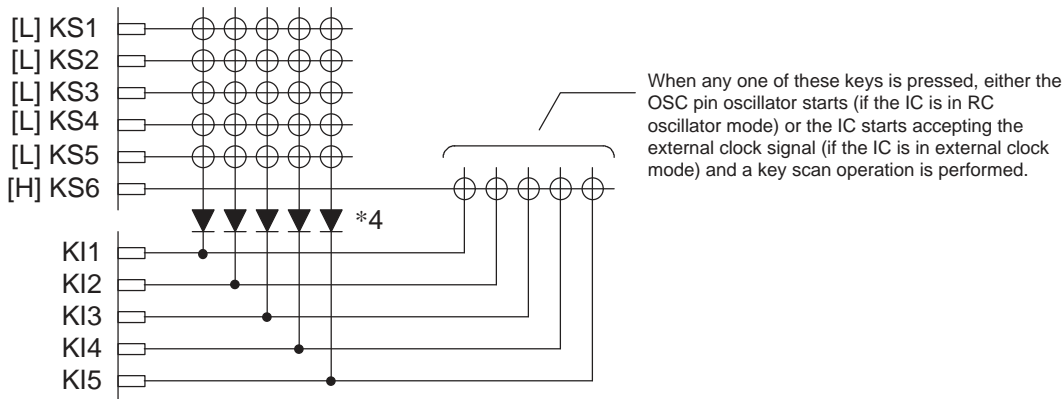 [L] KS1
[L] KS2
[L] KS3
[L] KS4
[L] KS5
[H] KS6
When any one of these keys is pressed, either the
OSC pin oscillator starts (if the IC is in RC
oscillator mode) or the IC starts accepting the
external clock signal (if the IC is in external clock
mode) and a key scan operation is performed.
*4
KI1
KI2
KI3
KI4
KI5